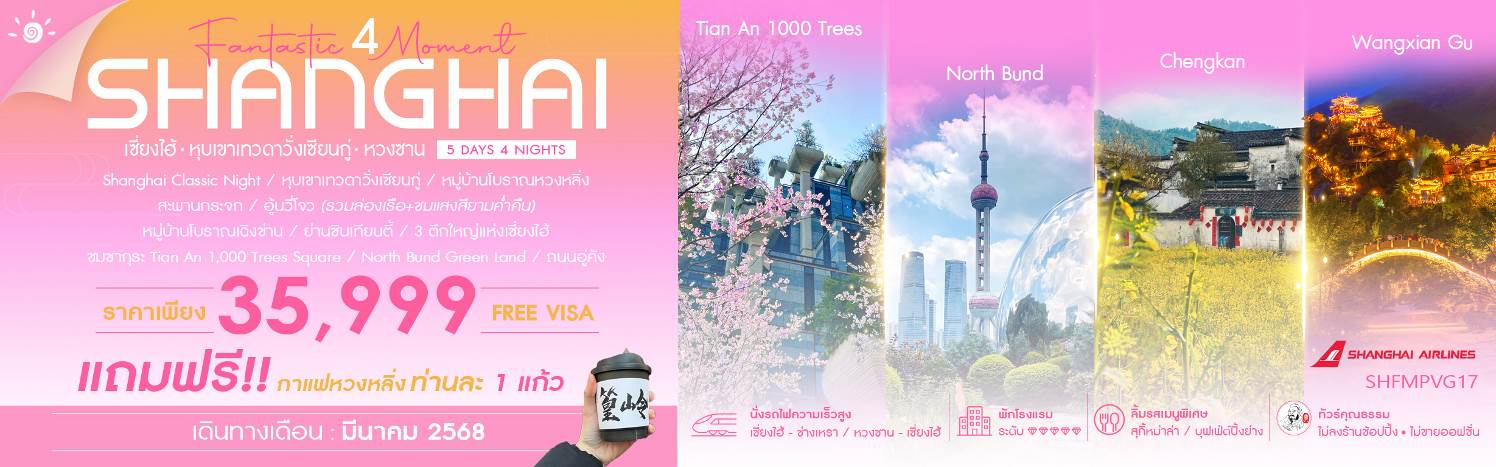 Fantastic 4 Moment
SHANGHAI
เซี่ยงไฮ้ • หุบเขาเทวดาวั่งเซียนกู่ • หวงซาน 5 DAYS 4 NIGHTS
Shanghai Classic Night / หุบเขาเทวดาวั่งเซียนกู่ / หมู่บ้านโบราณหวงหลิ่ง
สะพานกระจก / อู้นวี่โจว (รวมล่องเรือ+ชมแสงสียามค่ำคืน)
หมู่บ้านโบราณเฉิงข่าน / ย่านซินเทียนตี้ / 3 ตึกใหญ่แห่งเซี่ยงไฮ้
ชมซากุระ Tian An 1,000 Trees Square / North Bund Green Land / ถนนอู่คัง
ราคาเพียง 35,999 FREE VISA
แถมฟรี!! กาแฟหวงหลิ่ง ท่านละ 1 แก้ว
篁岭
เดินทางเดือน : มีนาคม 2568
Tian An 1000 Trees
North Bund
Chengkan
Wangxian Gu
SHANGHAI AIRLINES
SHFMPVG17
นั่งรถไฟความเร็วสูง
เซี่ยงไฮ้ - ซ่างเหรา / หวงซาน - เซี่ยงไฮ้
พักโรงแรม
ระดับ
ลิ้มรสเมนูพิเศษ
สุกี้หม่าล่า / บุฟเฟ่ต์ปิ้งย่าง
ทัวร์คุณธรรม
ไม่ลงร้านช้อปปิ้ง • ไม่ขายออฟชั่น